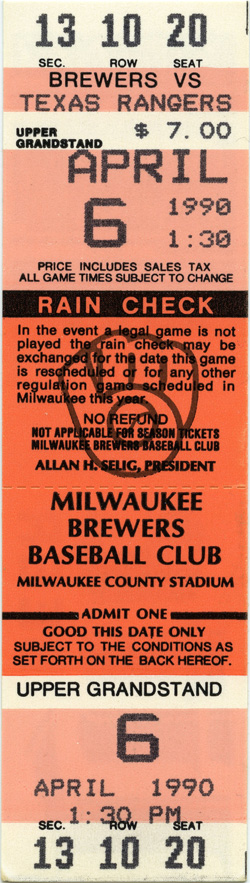 13 10 20
SEC. ROW SEAT
BREWERS VS
TEXAS RANGERS
UPPER GRANDSTAND $ 7.00
APRIL
6 1990
1:30
PRICE INCLUDES SALES TAX
ALL GAME TIMES SUBJECT TO CHANGE
RAIN CHECK
In the event a legal game is not
played the rain check may be
exchanged for the date this game
is rescheduled or for any other
regulation game scheduled in
Milwaukee this year.
NO REFUND
NOT APPLICABLE FOR SEASON TICKETS
MILWAUKEE BREWERS BASEBALL CLUB
ALLAN H. SELIG, PRESIDENT
MILWAUKEE
BREWERS
BASEBALL CLUB
MILWAUKEE COUNTY STADIUM
ADMIT ONE
GOOD THIS DATE ONLY
SUBJECT TO THE CONDITIONS AS
SET FORTH ON THE BACK HEREOF.
UPPER GRANDSTAND
6
APRIL 1990
1:30 PM
SEC. ROW SEAT
13 10 20